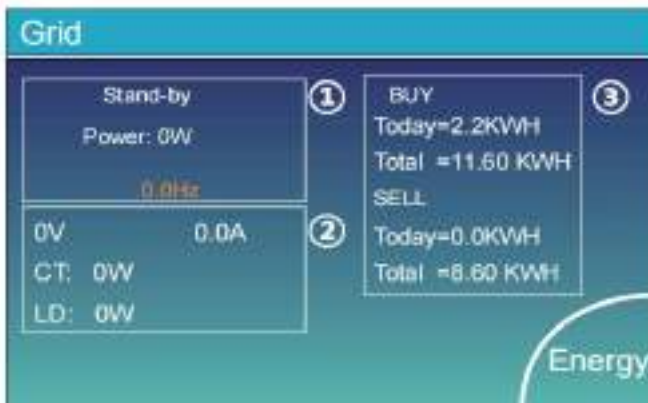 Grid
Stand-by
Power: 0W
0.0Hz
①
0V 0.0A
CT: 0W
LD: 0W
②
BUY
Today=2.2KWH
Total =11.60 KWH
SELL
Today=0.0KWH
Total =8.60 KWH
③
Energy